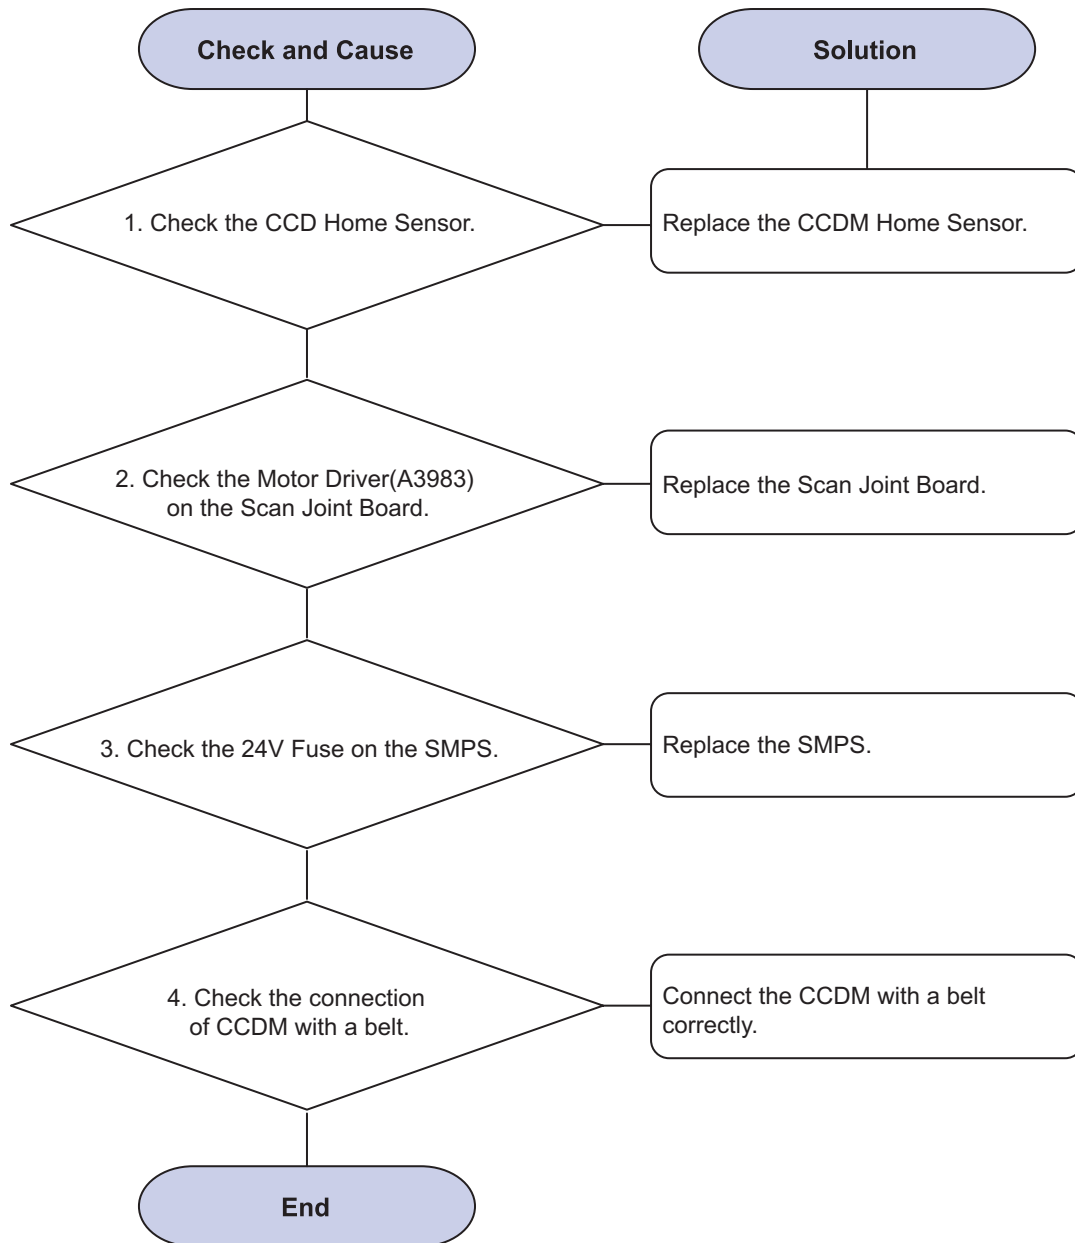 Check and Cause
Solution
1. Check the CCD Home Sensor.
Replace the CCDM Home Sensor.
2. Check the Motor Driver(A3983)
on the Scan Joint Board.
Replace the Scan Joint Board.
3. Check the 24V Fuse on the SMPS.
Replace the SMPS.
4. Check the connection
of CCDM with a belt.
Connect the CCDM with a belt
correctly.
End